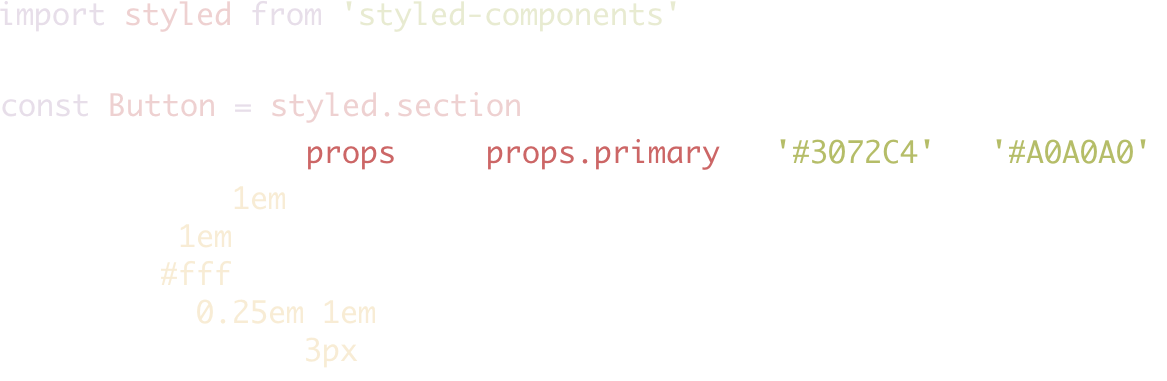 import styled from 'styled-components'
const Button = styled.section
props props.primary '#3072C4' '#A0A0A0'
1em
1em
#fff
0.25em 1em
3px